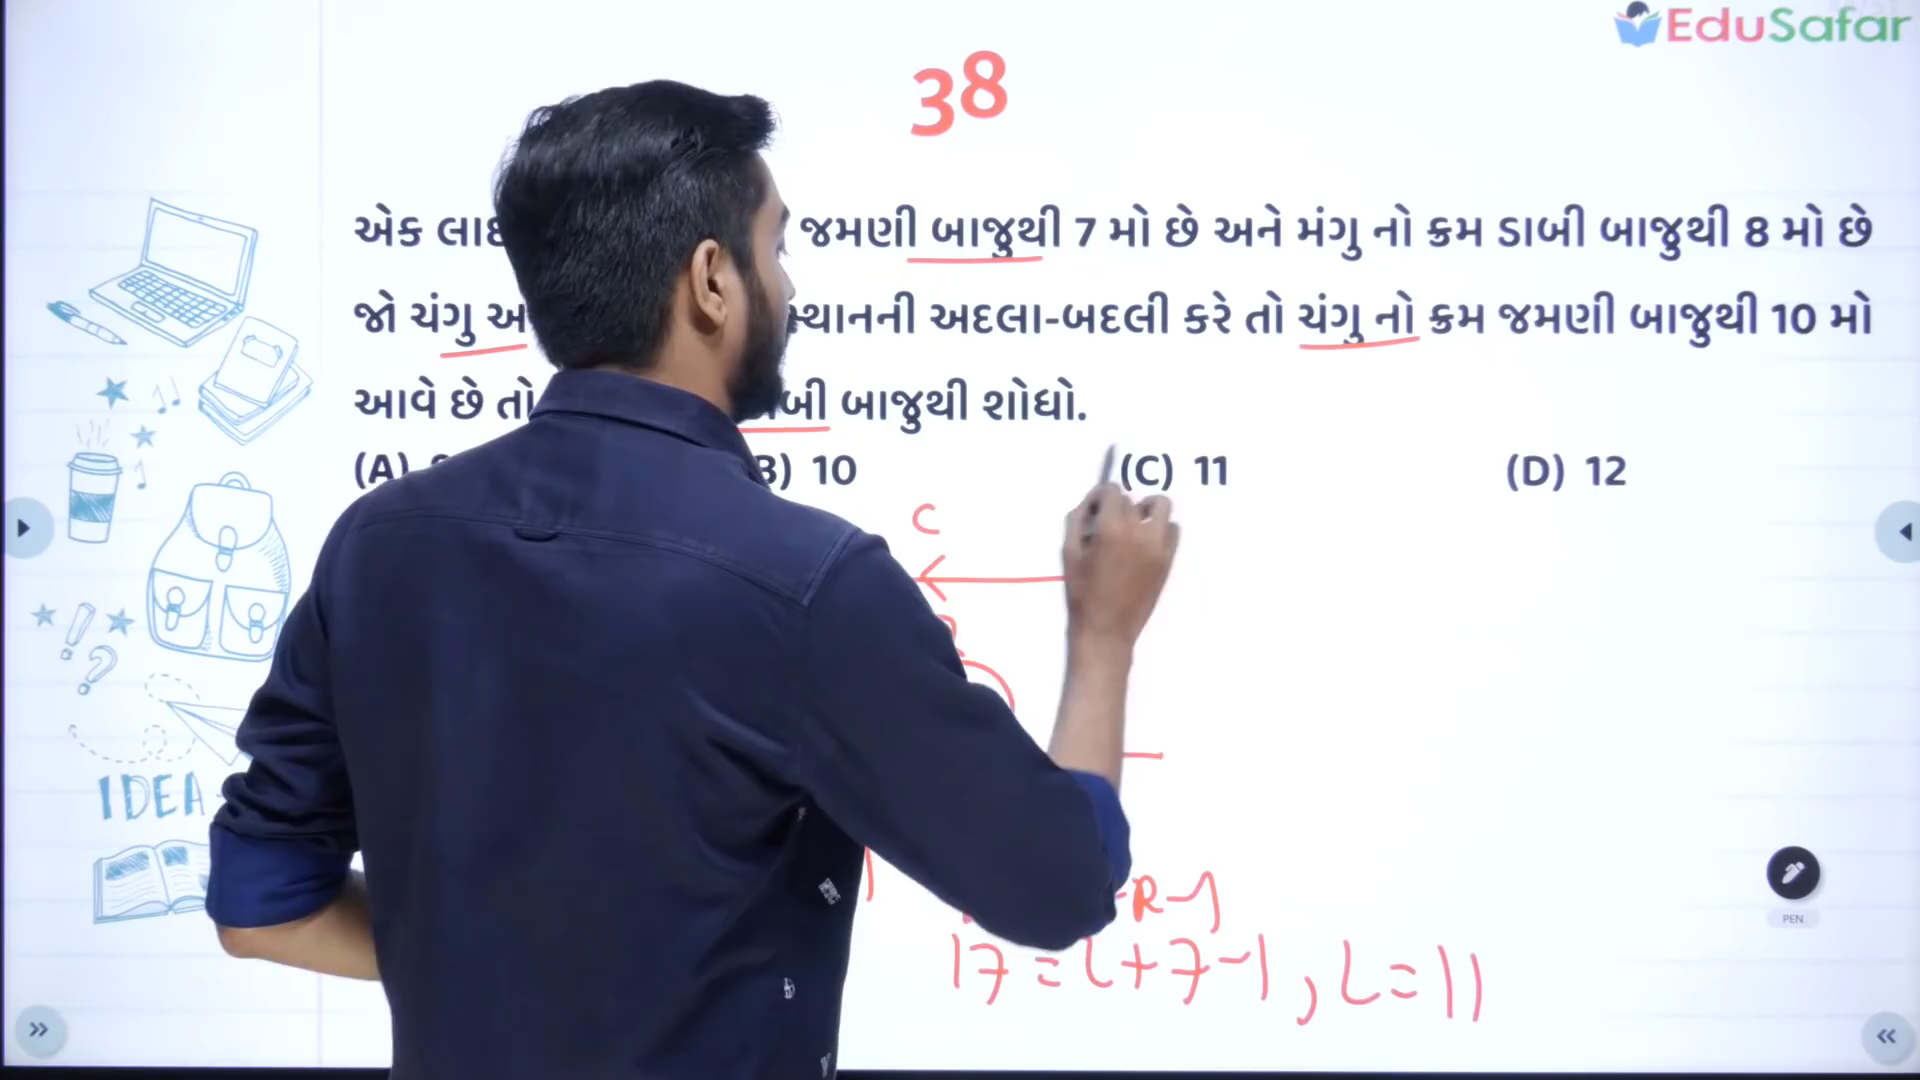 EduSafar
38
એક જમણી બાજુથી 7 મો છે અને મંગુ નો ક્રમ ડાબી બાજુથી 8 મો છે
જો ચંગુ સ્થાનની અદલા-બદલી કરે તો ચંગુ નો ક્રમ જમણી બાજુથી 10 મો
આવે છે તો બાજુથી શોધો.
(A) (B) 10 (C) 11 (D) 12
C
IDEA
R-1
17=L+7-1, L=11
PEN